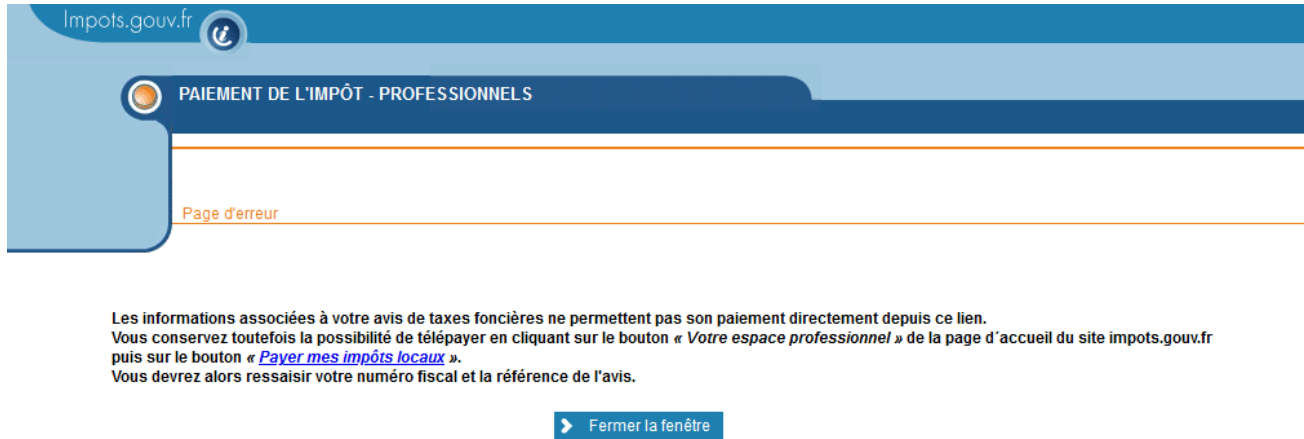 Impots.gouv.fr
PAIEMENT DE L'IMPÔT - PROFESSIONNELS
Page d'erreur
Les informations associées à votre avis de taxes foncières ne permettent pas son paiement directement depuis ce lien.
Vous conservez toutefois la possibilité de télépayer en cliquant sur le bouton « Votre espace professionnel » de la page d´accueil du site impots.gouv.fr
puis sur le bouton « Payer mes impôts locaux ».
Vous devrez alors ressaisir votre numéro fiscal et la référence de l'avis.
Fermer la fenêtre